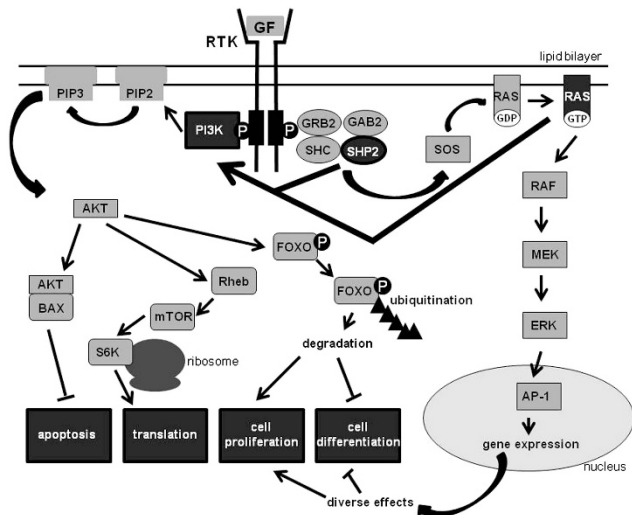 GF
RTK
lipid bilayer
PIP3
PIP2
PI3K
P
P
GRB2
GAB2
SHC
SHP2
SOS
RAS
GDP
RAS
GTP
RAF
MEK
ERK
AKT
AKT
BAX
Rheb
mTOR
S6K
ribosome
FOXO
P
FOXO
P
ubiquitination
degradation
apoptosis
translation
cell
proliferation
cell
differentiation
AP-1
gene expression
nucleus
diverse effects